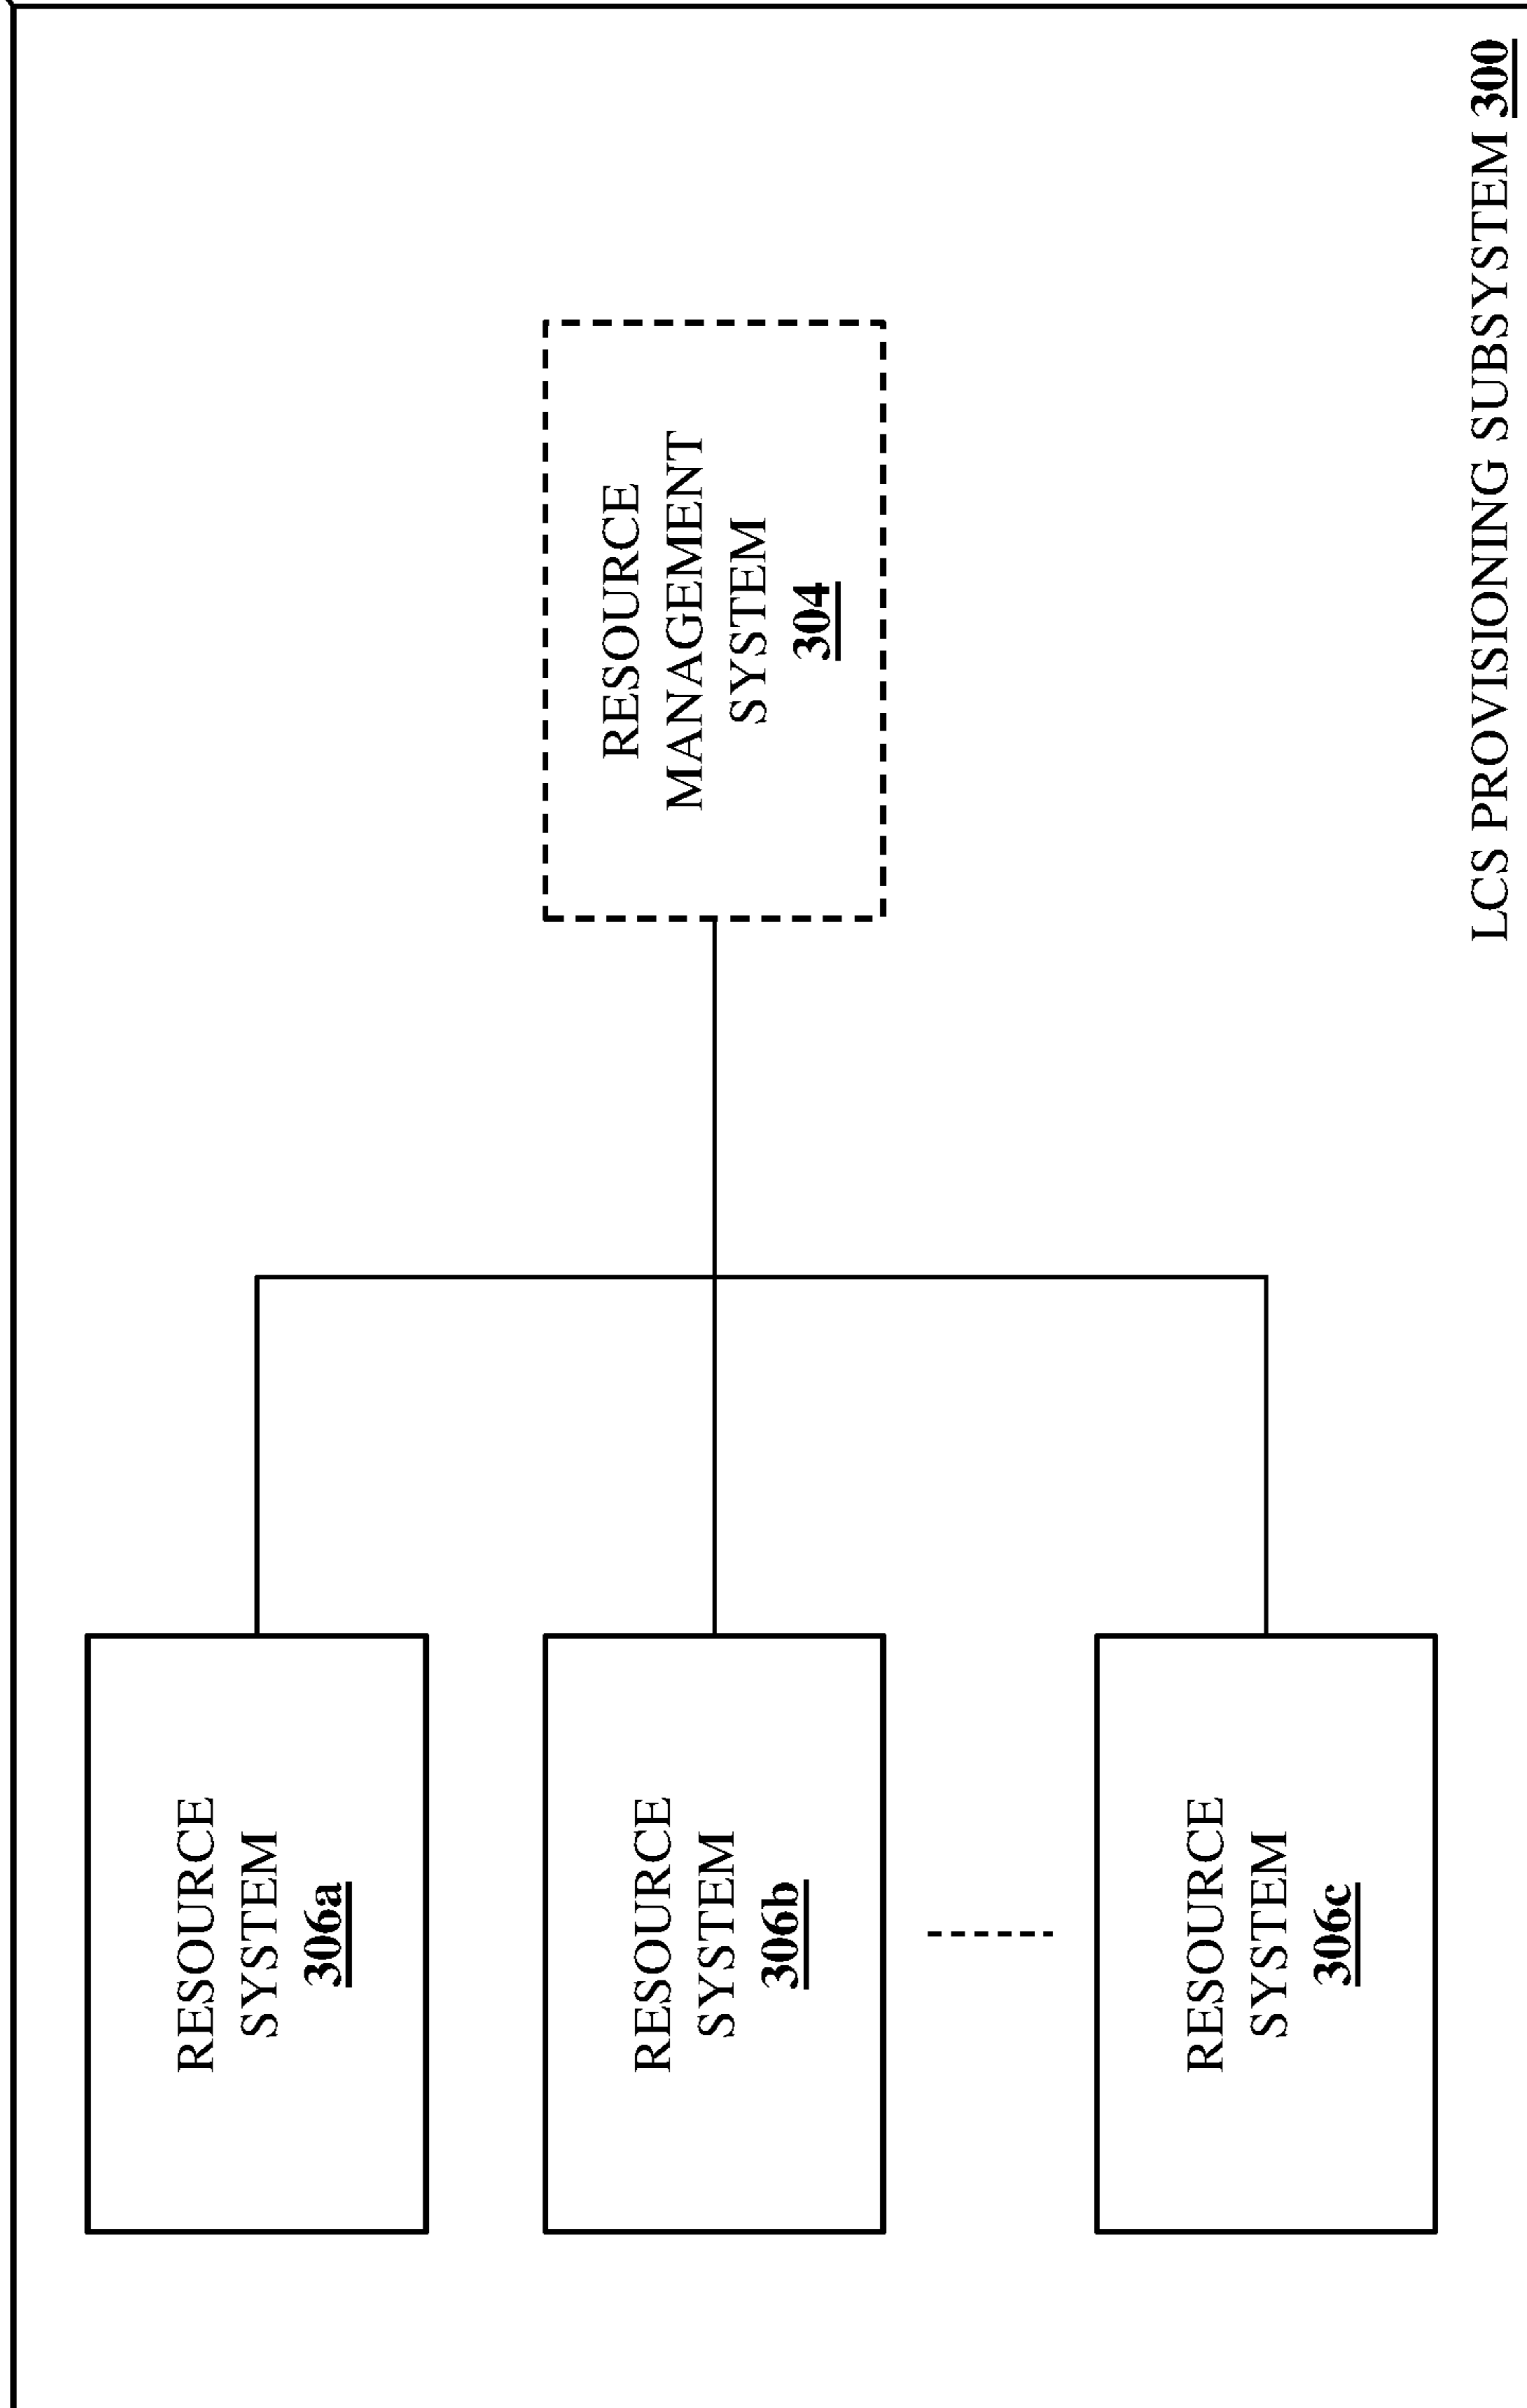 RESOURCE
SYSTEM
306a
RESOURCE
SYSTEM
306b
RESOURCE
SYSTEM
306c
RESOURCE
MANAGEMENT
SYSTEM
304
LCS PROVISIONING SUBSYSTEM 300